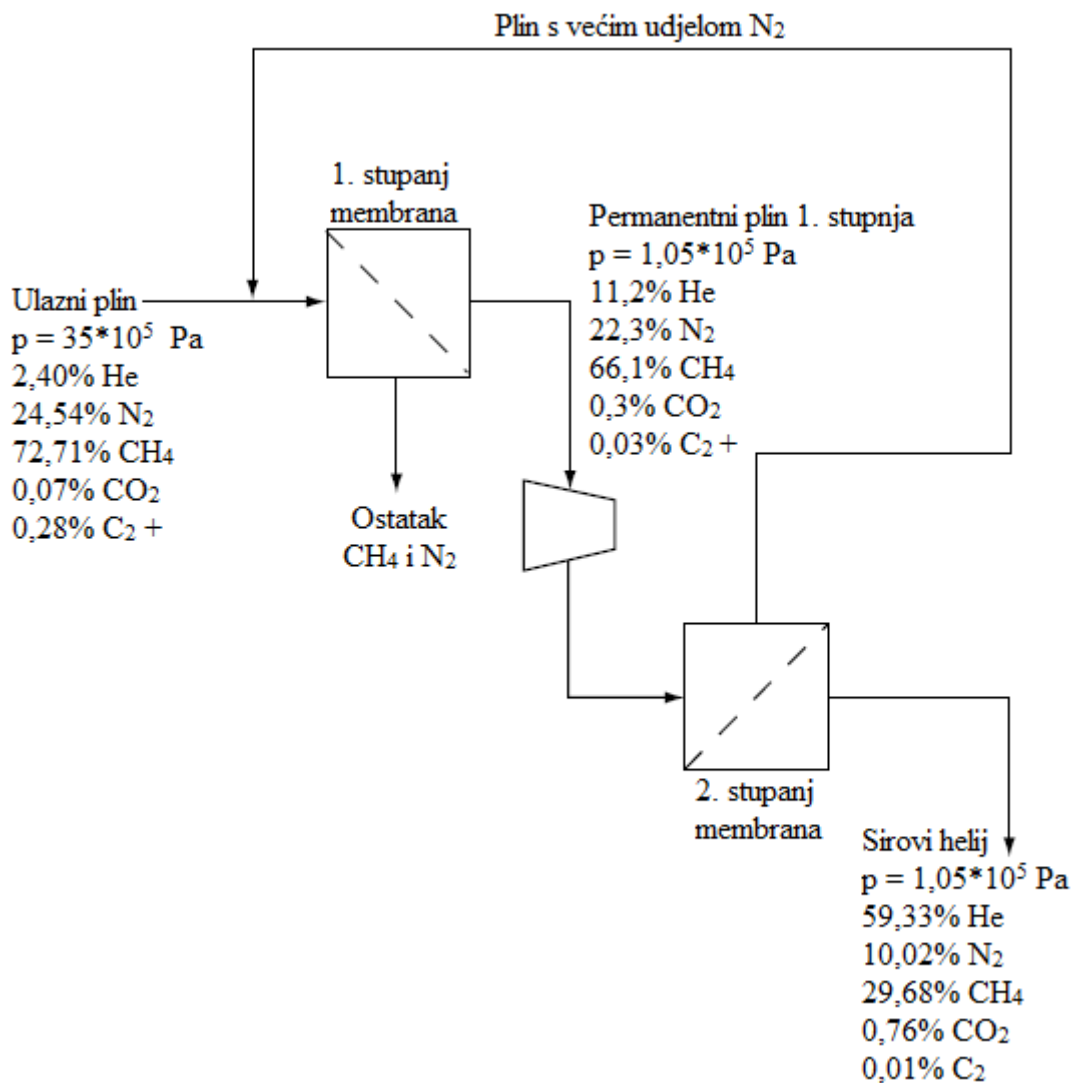 Plin s većim udjelom N₂
1. stupanj
membrana
Permanentni plin 1. stupnja
p = 1,05*10⁵ Pa
11,2% He
22,3% N₂
66,1% CH₄
0,3% CO₂
0,03% C₂ +
Ulazni plin
p = 35*10⁵ Pa
2,40% He
24,54% N₂
72,71% CH₄
0,07% CO₂
0,28% C₂ +
Ostatak
CH₄ i N₂
2. stupanj
membrana
Sirovi helij
p = 1,05*10⁵ Pa
59,33% He
10,02% N₂
29,68% CH₄
0,76% CO₂
0,01% C₂